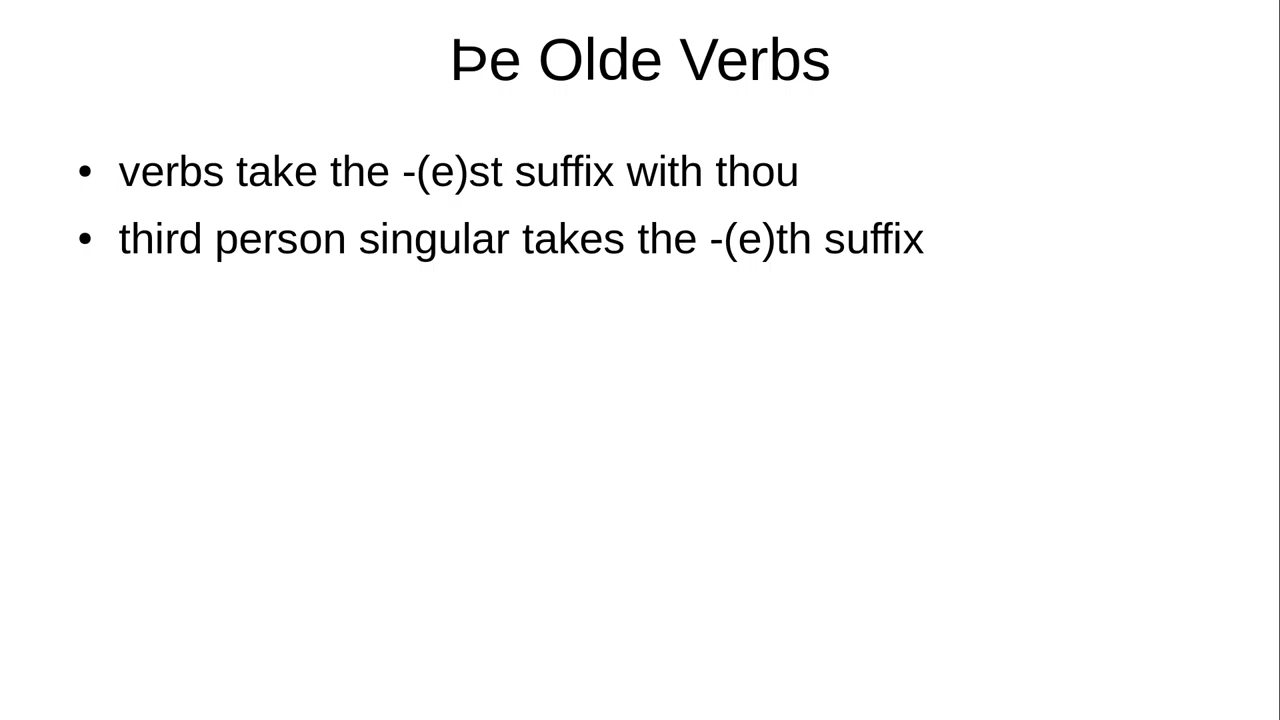 Þe Olde Verbs
• verbs take the -(e)st suffix with thou
• third person singular takes the -(e)th suffix